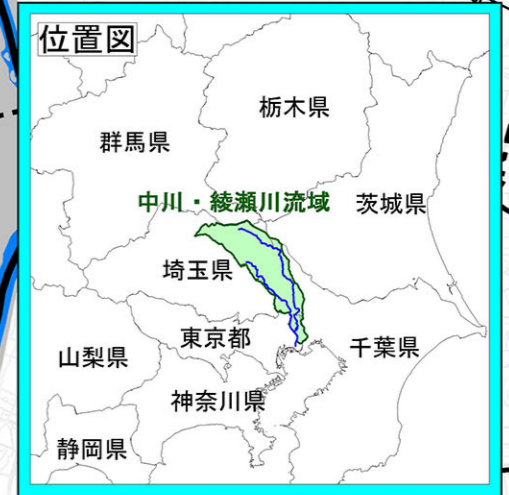 位置図
栃木県
群馬県
中川・綾瀬川流域
茨城県
埼玉県
東京都
千葉県
山梨県
神奈川県
静岡県